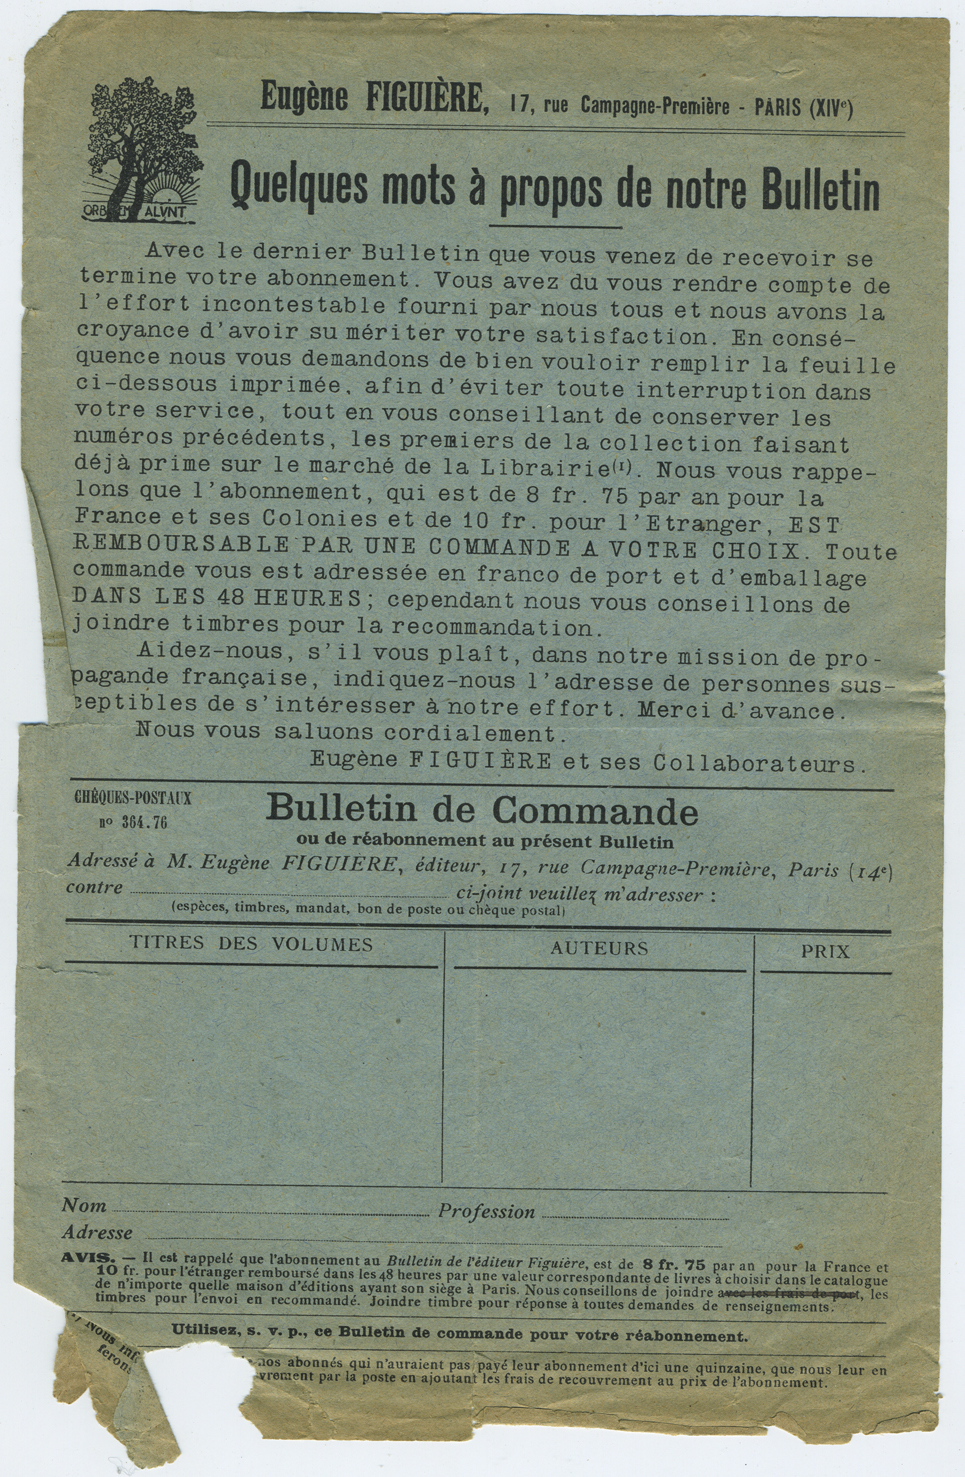 Eugène FIGUIÈRE, 17, rue Campagne-Première - PARIS (XIVe)
ORBEM ALVNT
Quelques mots à propos de notre Bulletin
Avec le dernier Bulletin que vous venez de recevoir se
termine votre abonnement. Vous avez du vous rendre compte de
l'effort incontestable fourni par nous tous et nous avons la
croyance d'avoir su mériter votre satisfaction. En consé-
quence nous vous demandons de bien vouloir remplir la feuille
ci-dessous imprimée, afin d'éviter toute interruption dans
votre service, tout en vous conseillant de conserver les
numéros précédents, les premiers de la collection faisant
déjà prime sur le marché de la Librairie(1). Nous vous rappe-
lons que l'abonnement, qui est de 8 fr. 75 par an pour la
France et ses Colonies et de 10 fr. pour l'Etranger, EST
REMBOURSABLE PAR UNE COMMANDE A VOTRE CHOIX. Toute
commande vous est adressée en franco de port et d'emballage
DANS LES 48 HEURES; cependant nous vous conseillons de
joindre timbres pour la recommandation.
Aidez-nous, s'il vous plaît, dans notre mission de pro-
pagande française, indiquez-nous l'adresse de personnes sus-
ceptibles de s'intéresser à notre effort. Merci d'avance.
Nous vous saluons cordialement.
Eugène FIGUIÈRE et ses Collaborateurs.
CHÈQUES-POSTAUX
no 364.76
Bulletin de Commande
ou de réabonnement au présent Bulletin
Adressé à M. Eugène FIGUIÈRE, éditeur, 17, rue Campagne-Première, Paris (14e)
contre ci-joint veuillez m'adresser :
(espèces, timbres, mandat, bon de poste ou chèque postal)
TITRES DES VOLUMES AUTEURS PRIX
Nom Profession
Adresse
AVIS. — Il est rappelé que l'abonnement au Bulletin de l'éditeur Figuière, est de 8 fr. 75 par an pour la France et
10 fr. pour l'étranger remboursé dans les 48 heures par une valeur correspondante de livres à choisir dans le catalogue
de n'importe quelle maison d'éditions ayant son siège à Paris. Nous conseillons de joindre avec les frais de port, les
timbres pour l'envoi en recommandé. Joindre timbre pour réponse à toutes demandes de renseignements.
Utilisez, s. v. p., ce Bulletin de commande pour votre réabonnement.
nos abonnés qui n'auraient pas payé leur abonnement d'ici une quinzaine, que nous leur en
vrement par la poste en ajoutant les frais de recouvrement au prix de l'abonnement.